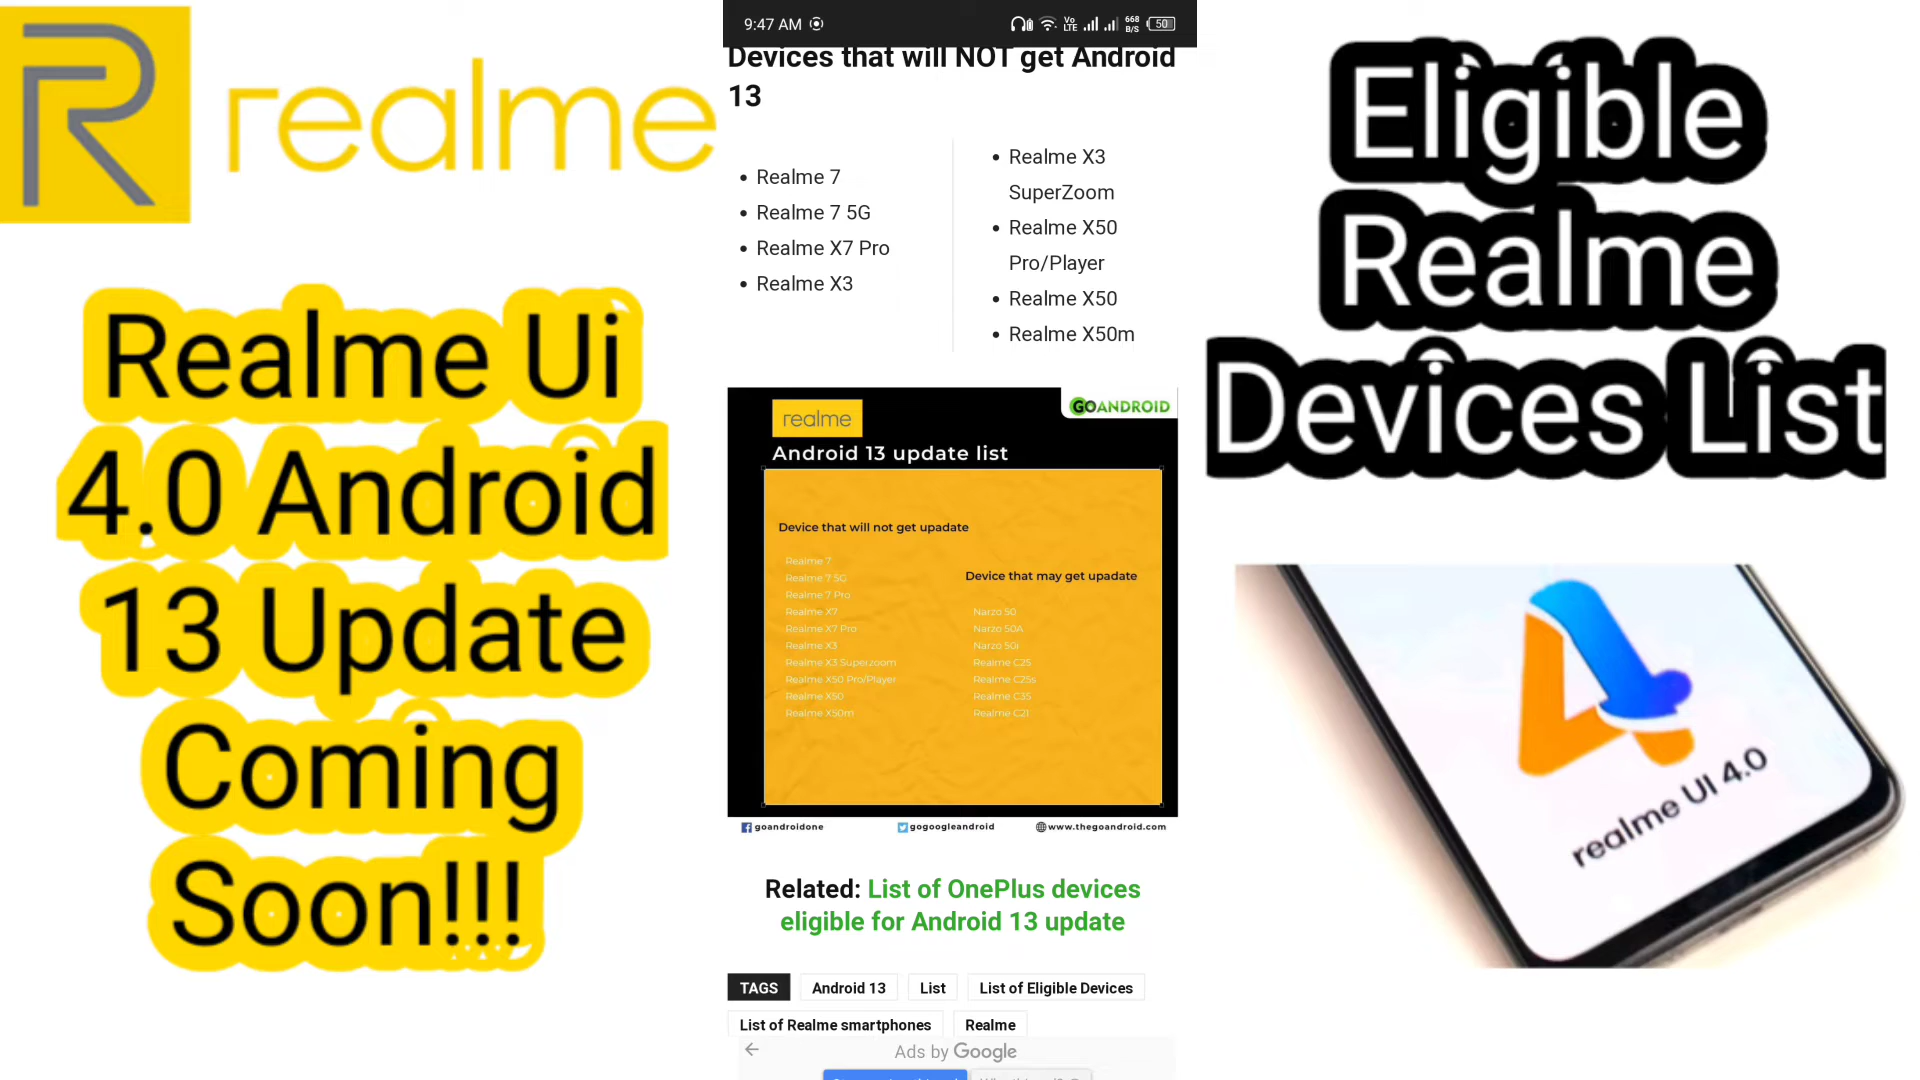 realme
Realme Ui
4.0 Android
13 Update
Coming
Soon!!!
9:47 AM
Vo
LTE
668
B/S
50
Devices that will NOT get Android
13
Realme 7
Realme 7 5G
Realme X7 Pro
Realme X3
Realme X3
SuperZoom
Realme X50
Pro/Player
Realme X50
Realme X50m
realme
GOANDROID
Android 13 update list
Device that will not get upadate
Realme 7
Realme 7 5G
Realme 7 Pro
Realme X7
Realme X7 Pro
Realme X3
Realme X3 Superzoom
Realme X50 Pro/Player
Realme X50
Realme X50m
Device that may get upadate
Narzo 50
Narzo 50A
Narzo 50i
Realme C25
Realme C25s
Realme C35
Realme C21
goandroidone
gogoogleandroid
www.thegoandroid.com
Related: List of OnePlus devices
eligible for Android 13 update
TAGS
Android 13
List
List of Eligible Devices
List of Realme smartphones
Realme
Ads by Google
Eligible
Realme
Devices List
realme UI 4.0